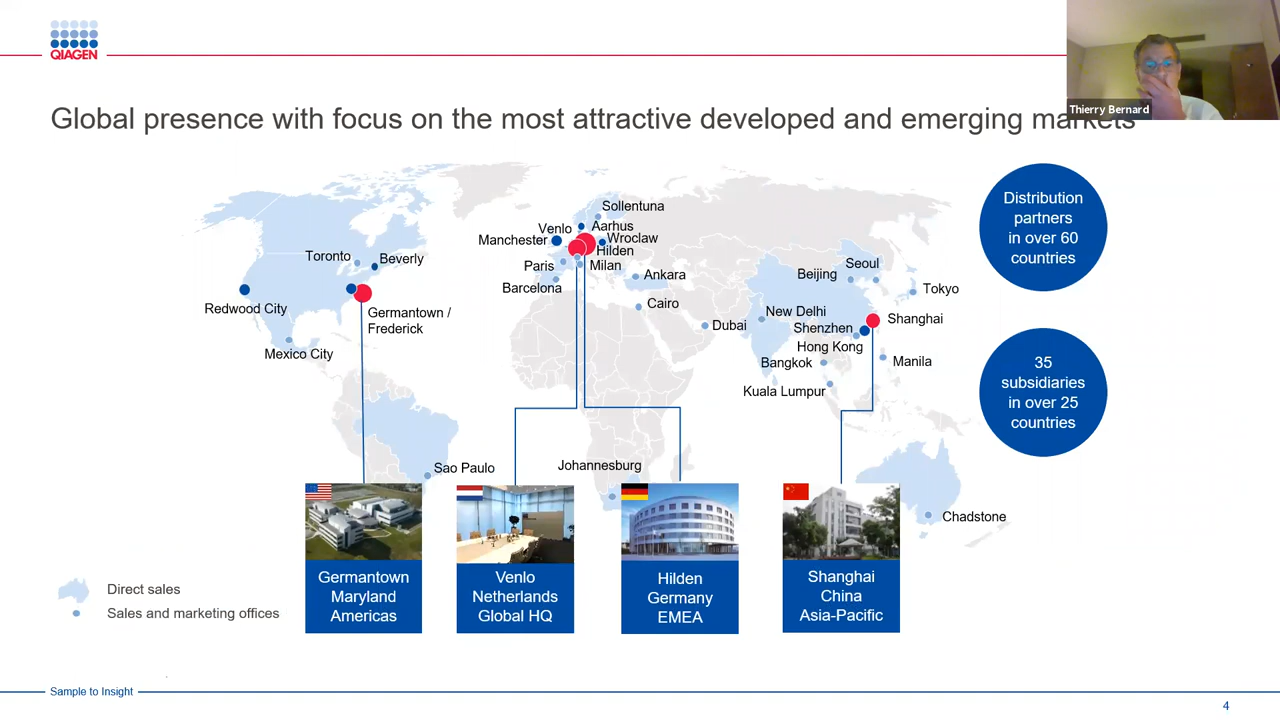 QIAGEN
Thierry Bernard
Global presence with focus on the most attractive developed and emerging markets
Sollentuna
Venlo
Aarhus
Manchester
Wroclaw
Hilden
Paris
Milan
Barcelona
Ankara
Cairo
Dubai
Toronto
Beverly
Redwood City
Germantown /
Frederick
Mexico City
Sao Paulo
Johannesburg
Beijing
Seoul
Tokyo
New Delhi
Shenzhen
Shanghai
Hong Kong
Bangkok
Manila
Kuala Lumpur
Chadstone
Distribution
partners
in over 60
countries
35
subsidiaries
in over 25
countries
Germantown
Maryland
Americas
Venlo
Netherlands
Global HQ
Hilden
Germany
EMEA
Shanghai
China
Asia-Pacific
Direct sales
Sales and marketing offices
Sample to Insight
4